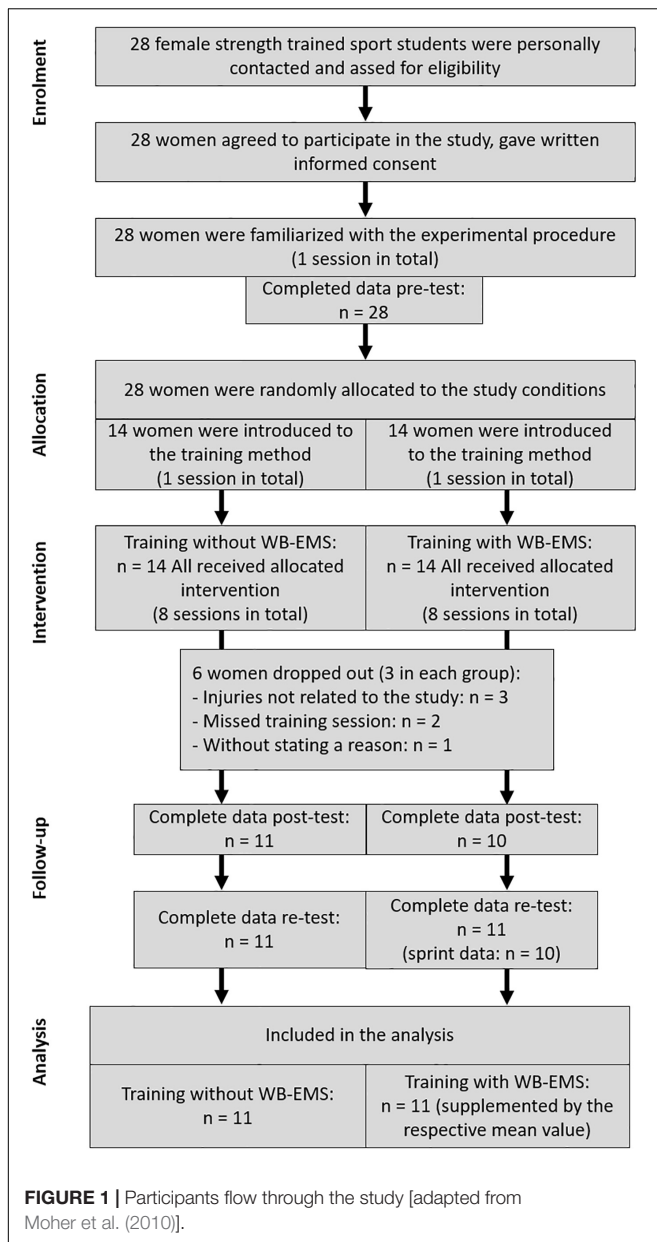 Enrolment
28 female strength trained sport students were personally
contacted and assed for eligibility
28 women agreed to participate in the study, gave written
informed consent
28 women were familiarized with the experimental procedure
(1 session in total)
Completed data pre-test:
n = 28
Allocation
28 women were randomly allocated to the study conditions
14 women were introduced to
the training method
(1 session in total)
14 women were introduced
to the training method
(1 session in total)
Intervention
Training without WB-EMS:
n = 14 All received allocated
intervention
(8 sessions in total)
Training with WB-EMS:
n = 14 All received allocated
intervention
(8 sessions in total)
6 women dropped out (3 in each group):
- Injuries not related to the study: n = 3
- Missed training session: n = 2
- Without stating a reason: n = 1
Follow-up
Complete data post-test:
n = 11
Complete data post-test:
n = 10
Complete data re-test:
n = 11
Complete data re-test:
n = 11
(sprint data: n = 10)
Analysis
Included in the analysis
Training without WB-EMS:
n = 11
Training with WB-EMS:
n = 11 (supplemented by the
respective mean value)
FIGURE 1 | Participants flow through the study [adapted from
Moher et al. (2010)].